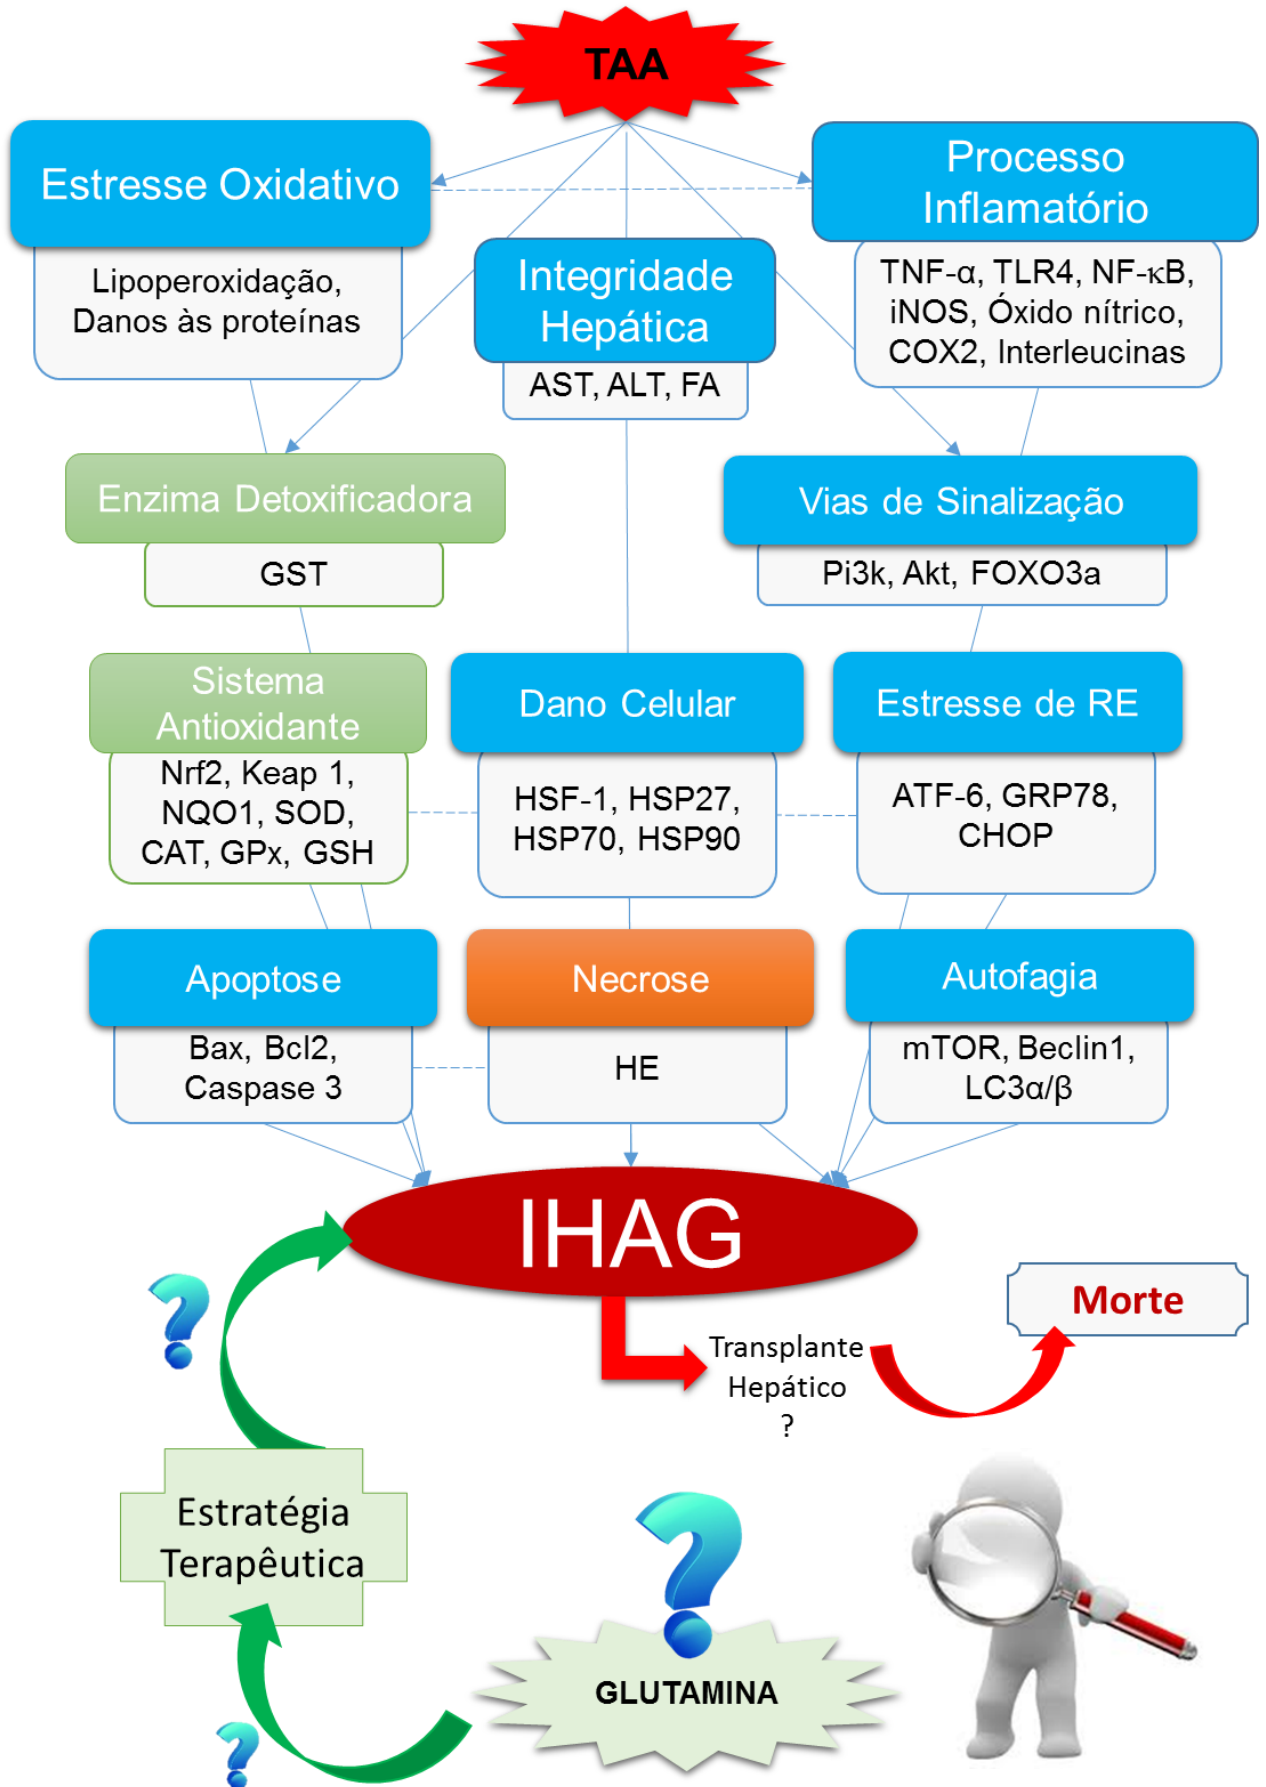 TAA
Estresse Oxidativo
Processo
Inflamatório
Lipoperoxidação,
Danos às proteínas
Integridade
Hepática
TNF-α, TLR4, NF-κB,
iNOS, Óxido nítrico,
COX2, Interleucinas
AST, ALT, FA
Enzima Detoxificadora
Vias de Sinalização
GST
Pi3k, Akt, FOXO3a
Sistema
Antioxidante
Dano Celular
Estresse de RE
Nrf2, Keap 1,
NQO1, SOD,
CAT, GPx, GSH
HSF-1, HSP27,
HSP70, HSP90
ATF-6, GRP78,
CHOP
Apoptose
Necrose
Autofagia
Bax, Bcl2,
Caspase 3
HE
mTOR, Beclin1,
LC3α/β
IHAG
?
Morte
Transplante
Hepático
?
Estratégia
Terapêutica
?
GLUTAMINA
?